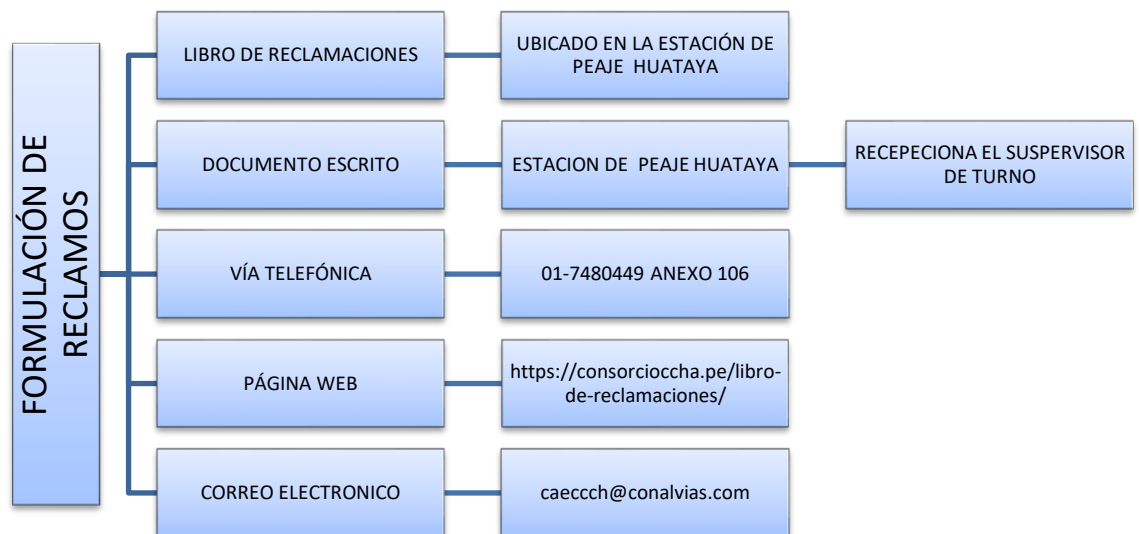 FORMULACIÓN DE
RECLAMOS
LIBRO DE RECLAMACIONES
UBICADO EN LA ESTACIÓN DE
PEAJE HUATAYA
DOCUMENTO ESCRITO
ESTACION DE PEAJE HUATAYA
RECEPECIONA EL SUSPERVISOR
DE TURNO
VÍA TELEFÓNICA
01-7480449 ANEXO 106
PÁGINA WEB
https://consorcioccha.pe/libro-
de-reclamaciones/
CORREO ELECTRONICO
caeccch@conalvias.com